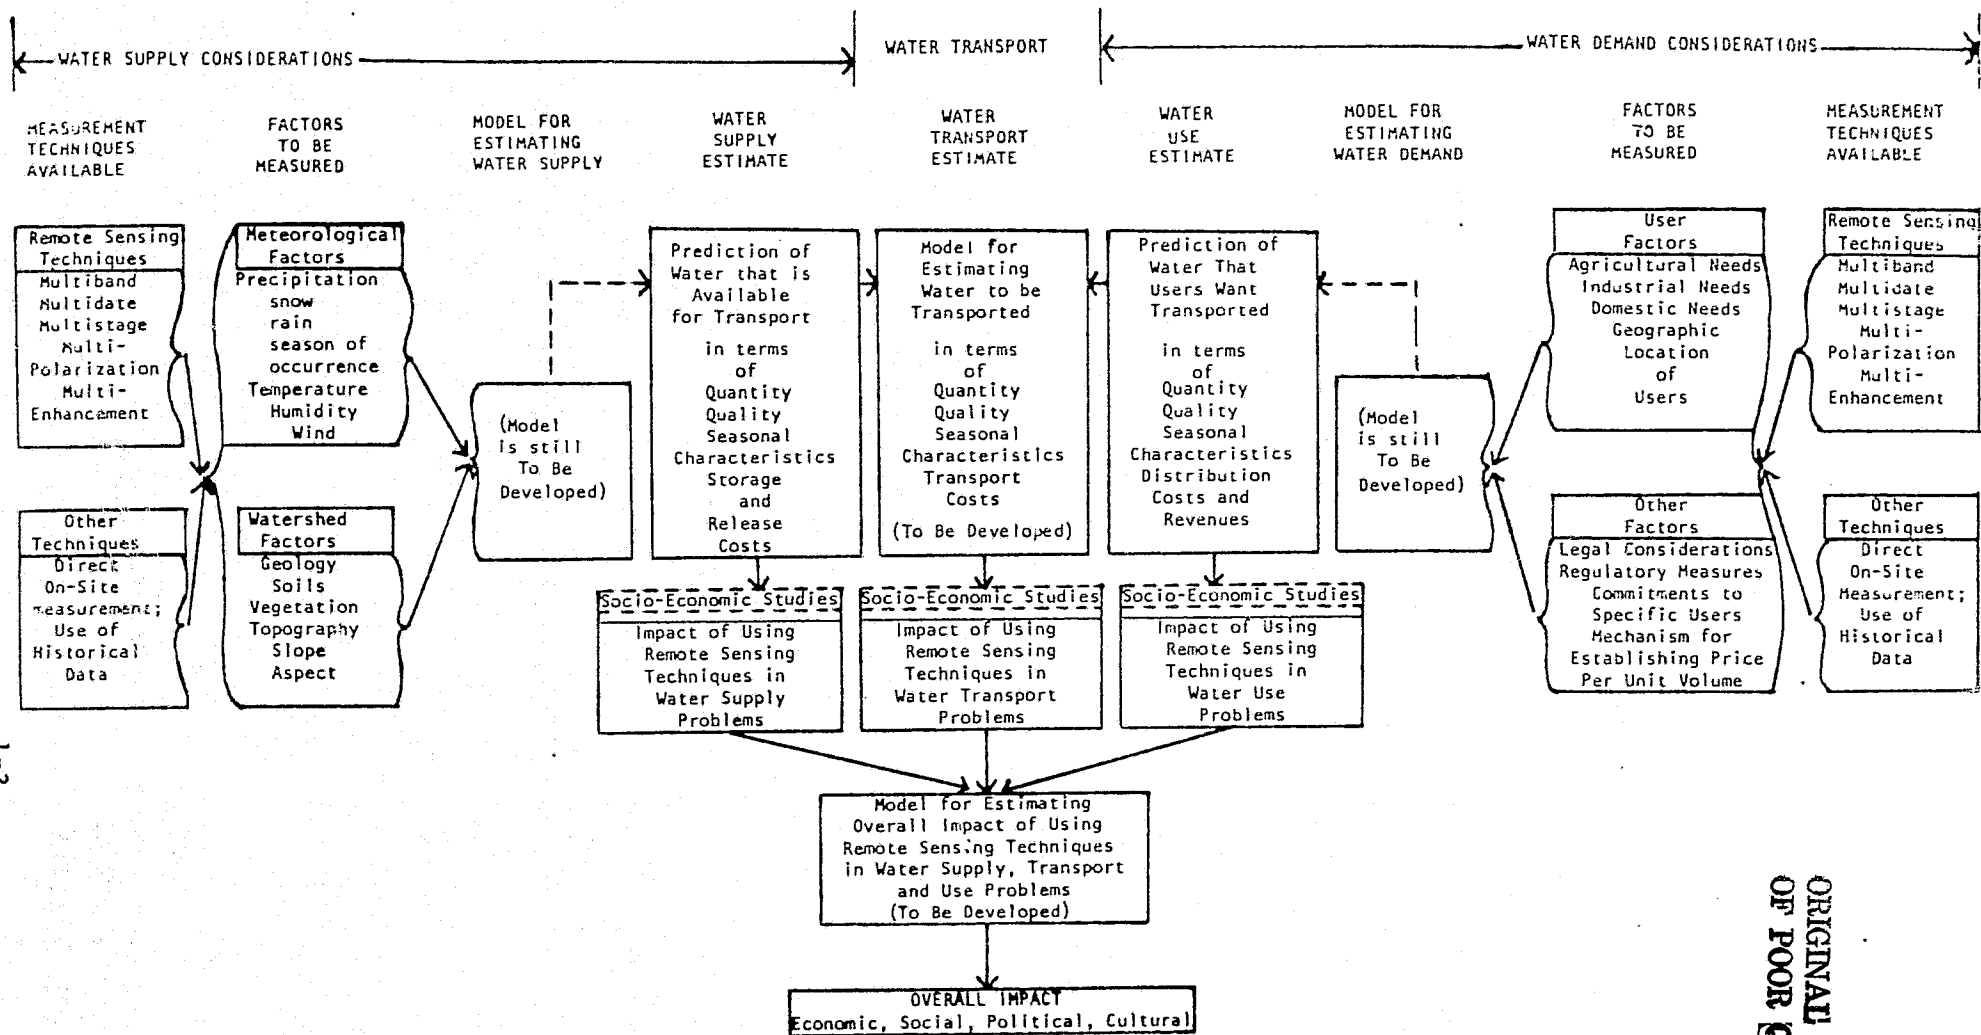 WATER SUPPLY CONSIDERATIONS
WATER TRANSPORT
WATER DEMAND CONSIDERATIONS
MEASUREMENT
TECHNIQUES
AVAILABLE
FACTORS
TO BE
MEASURED
MODEL FOR
ESTIMATING
WATER SUPPLY
WATER
SUPPLY
ESTIMATE
WATER
TRANSPORT
ESTIMATE
WATER
USE
ESTIMATE
MODEL FOR
ESTIMATING
WATER DEMAND
FACTORS
TO BE
MEASURED
MEASUREMENT
TECHNIQUES
AVAILABLE
Remote Sensing
Techniques
Multiband
Multidate
Multistage
Multi-
Polarization
Multi-
Enhancement
Other
Techniques
Direct
On-Site
Measurement;
Use of
Historical
Data
Meteorological
Factors
Precipitation
snow
rain
season of
occurrence
Temperature
Humidity
Wind
Watershed
Factors
Geology
Soils
Vegetation
Topography
Slope
Aspect
(Model
is still
To Be
Developed)
Prediction of
Water that is
Available
for Transport
in terms
of
Quantity
Quality
Seasonal
Characteristics
Storage
and
Release
Costs
Model for
Estimating
Water to be
Transported
in terms
of
Quantity
Quality
Seasonal
Characteristics
Transport
Costs
(To Be Developed)
Prediction of
Water That
Users Want
Transported
in terms
of
Quantity
Quality
Seasonal
Characteristics
Distribution
Costs and
Revenues
(Model
is still
To Be
Developed)
User
Factors
Agricultural Needs
Industrial Needs
Domestic Needs
Geographic
Location
of
Users
Other
Factors
Legal Considerations
Regulatory Measures
Commitments to
Specific Users
Mechanism for
Establishing Price
Per Unit Volume
Remote Sensing
Techniques
Multiband
Multidate
Multistage
Multi-
Polarization
Multi-
Enhancement
Other
Techniques
Direct
On-Site
Measurement;
Use of
Historical
Data
Socio-Economic Studies
Impact of Using
Remote Sensing
Techniques in
Water Supply
Problems
Socio-Economic Studies
Impact of Using
Remote Sensing
Techniques in
Water Transport
Problems
Socio-Economic Studies
Impact of Using
Remote Sensing
Techniques in
Water Use
Problems
Model for Estimating
Overall Impact of Using
Remote Sensing Techniques
in Water Supply, Transport
and Use Problems
(To Be Developed)
OVERALL IMPACT
Economic, Social, Political, Cultural
ORIGINAL
OF POOR